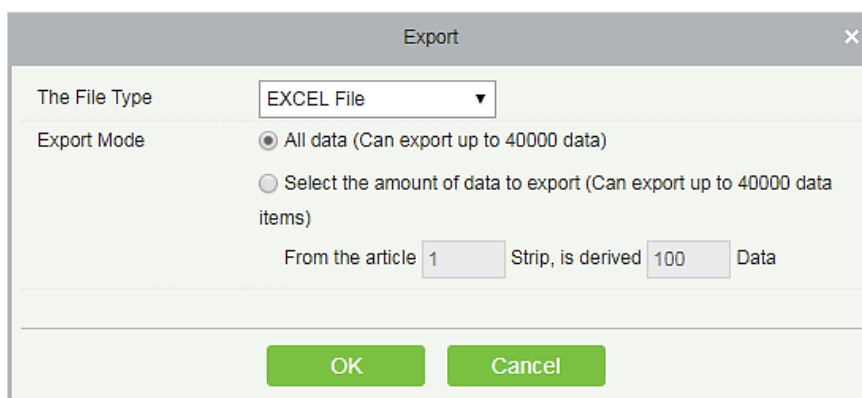 Export
The File Type EXCEL File
Export Mode All data (Can export up to 40000 data)
Select the amount of data to export (Can export up to 40000 data
items)
From the article 1 Strip, is derived 100 Data
OK Cancel